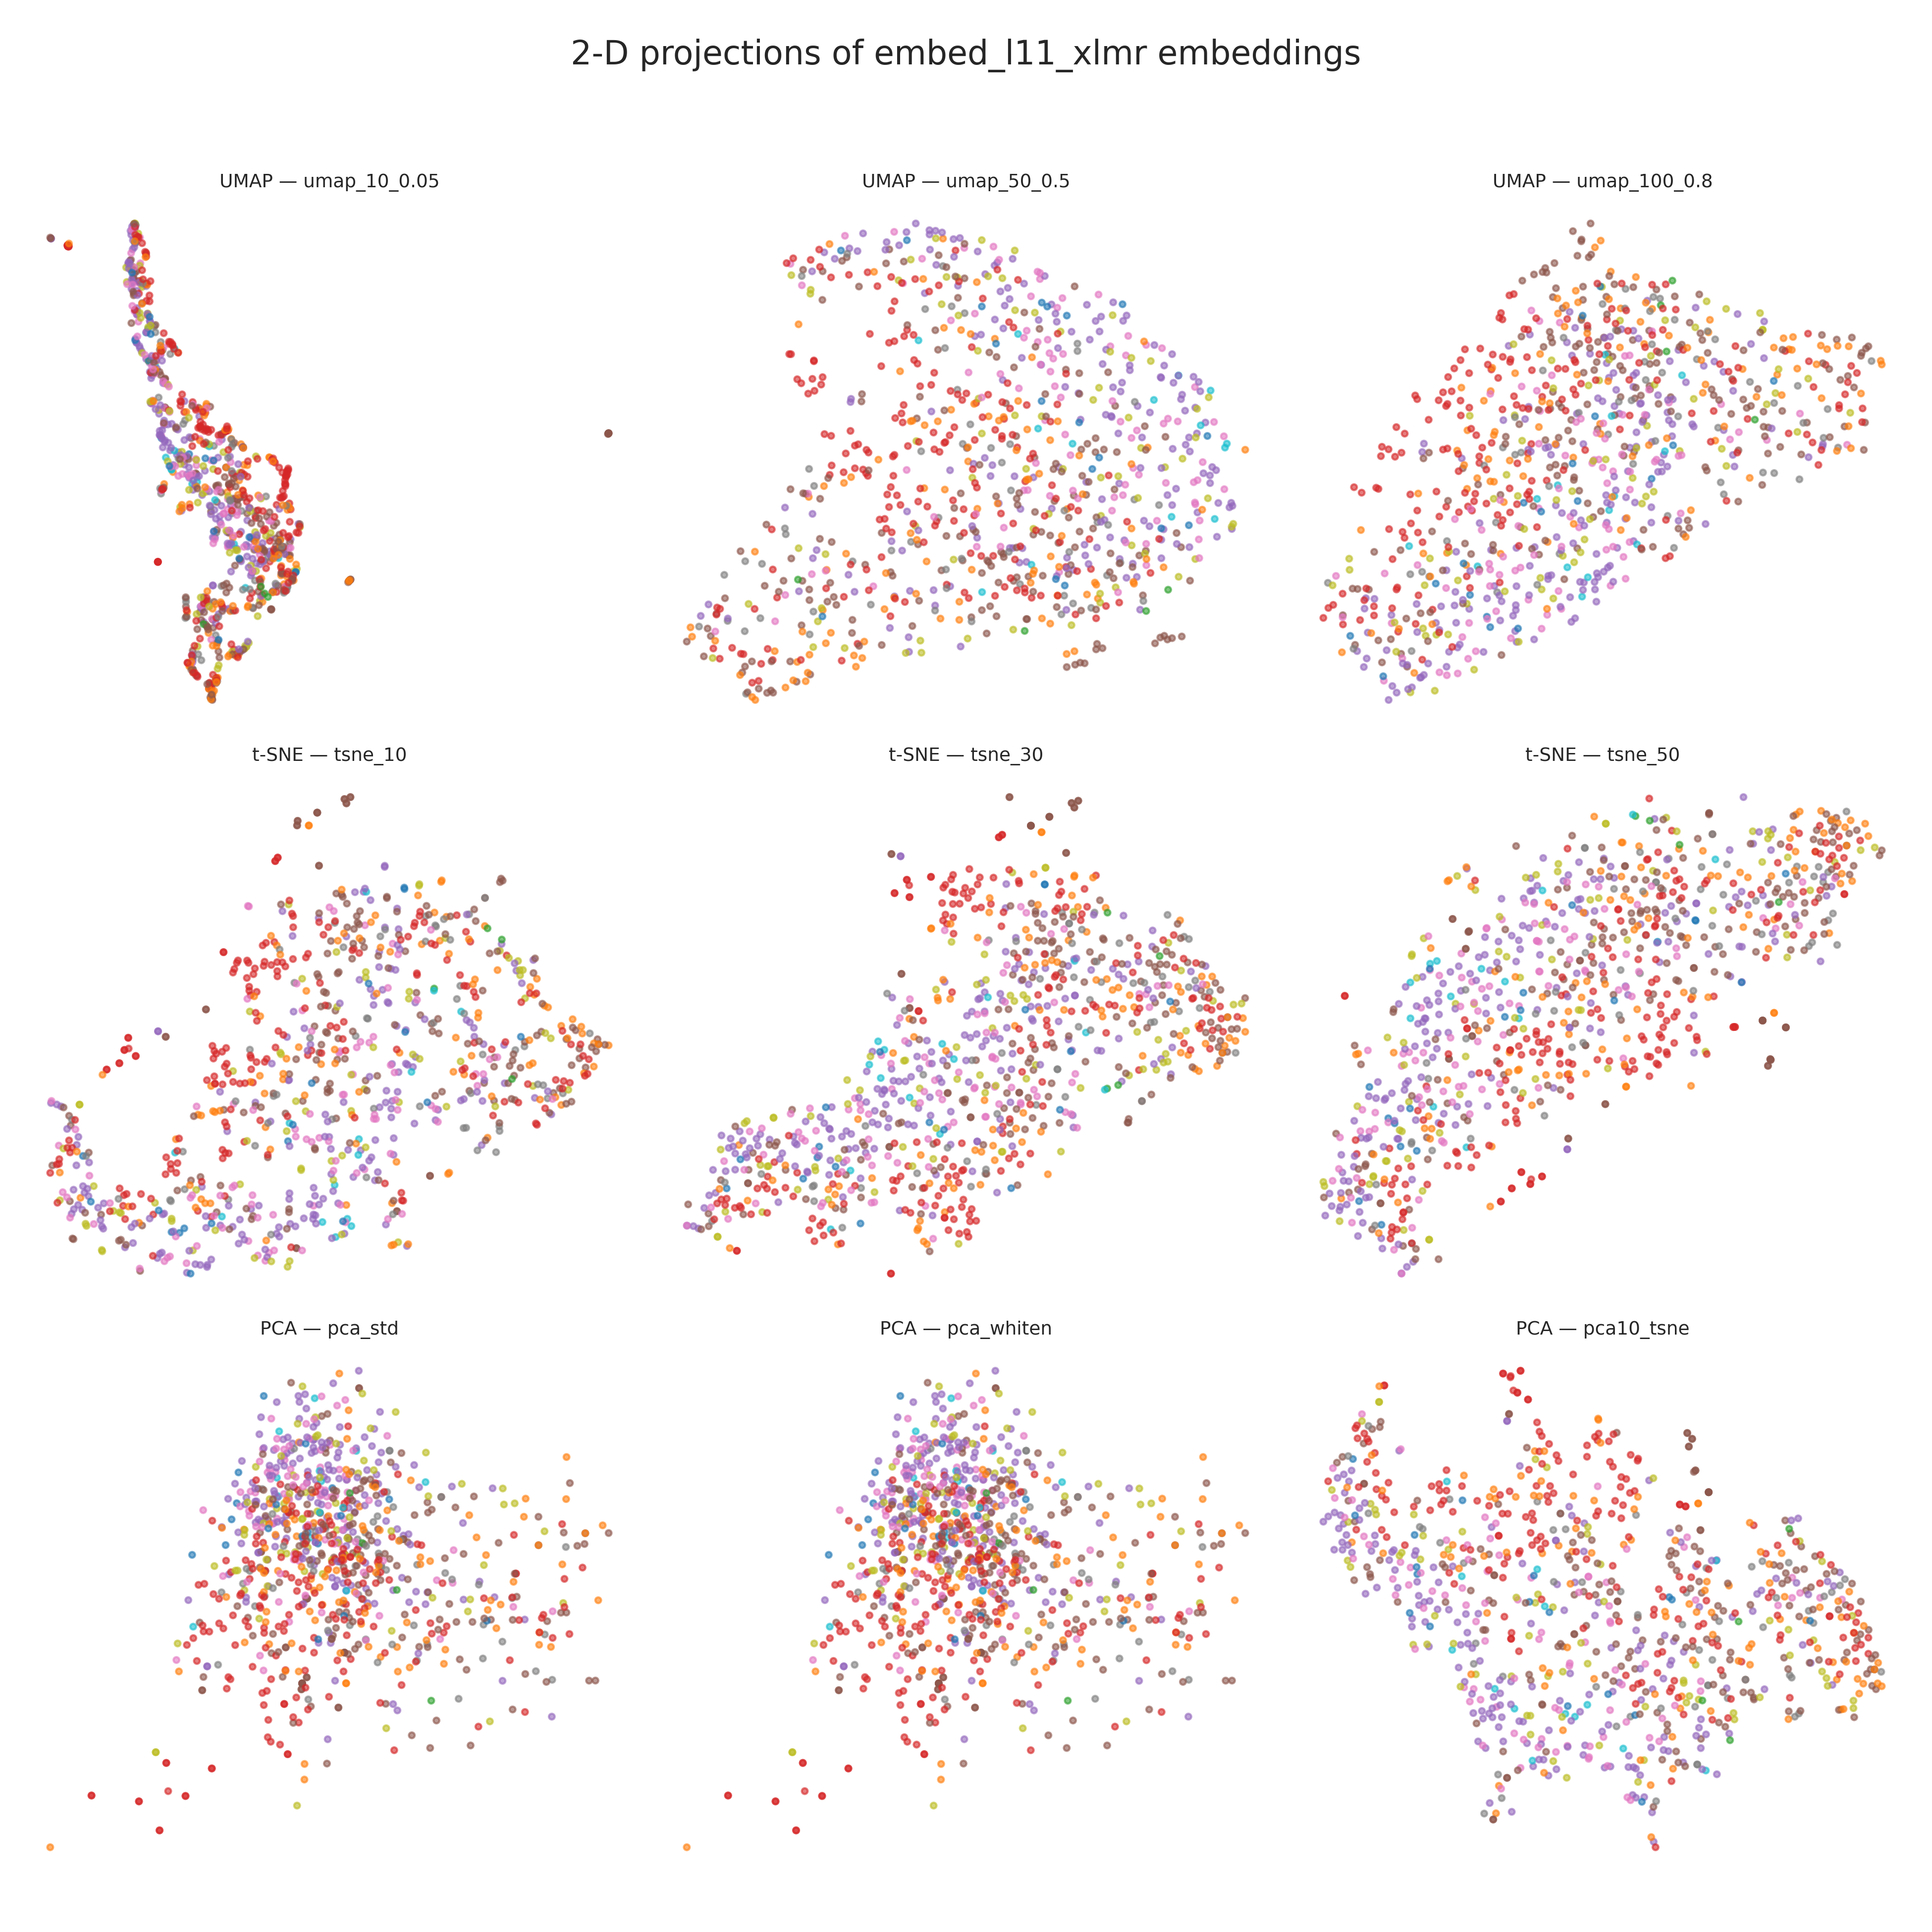 2-D projections of embed_l11_xlmr embeddings
UMAP — umap_10_0.05
UMAP — umap_50_0.5
UMAP — umap_100_0.8
t-SNE — tsne_10
t-SNE — tsne_30
t-SNE — tsne_50
PCA — pca_std
PCA — pca_whiten
PCA — pca10_tsne